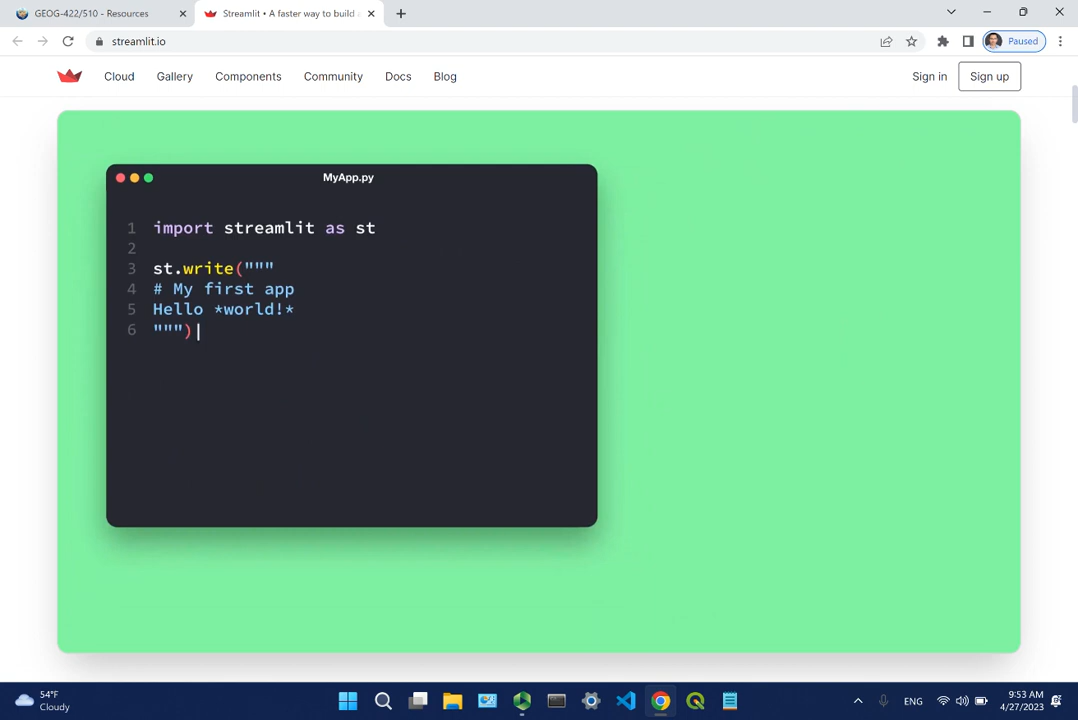 GEOG-422/510 - Resources
Streamlit • A faster way to build
streamlit.io
Paused
Cloud
Gallery
Components
Community
Docs
Blog
Sign in
Sign up
MyApp.py
1 import streamlit as st
2
3 st.write("""
4 # My first app
5 Hello *world!*
6 """)
54°F
Cloudy
ENG
9:53 AM
4/27/2023